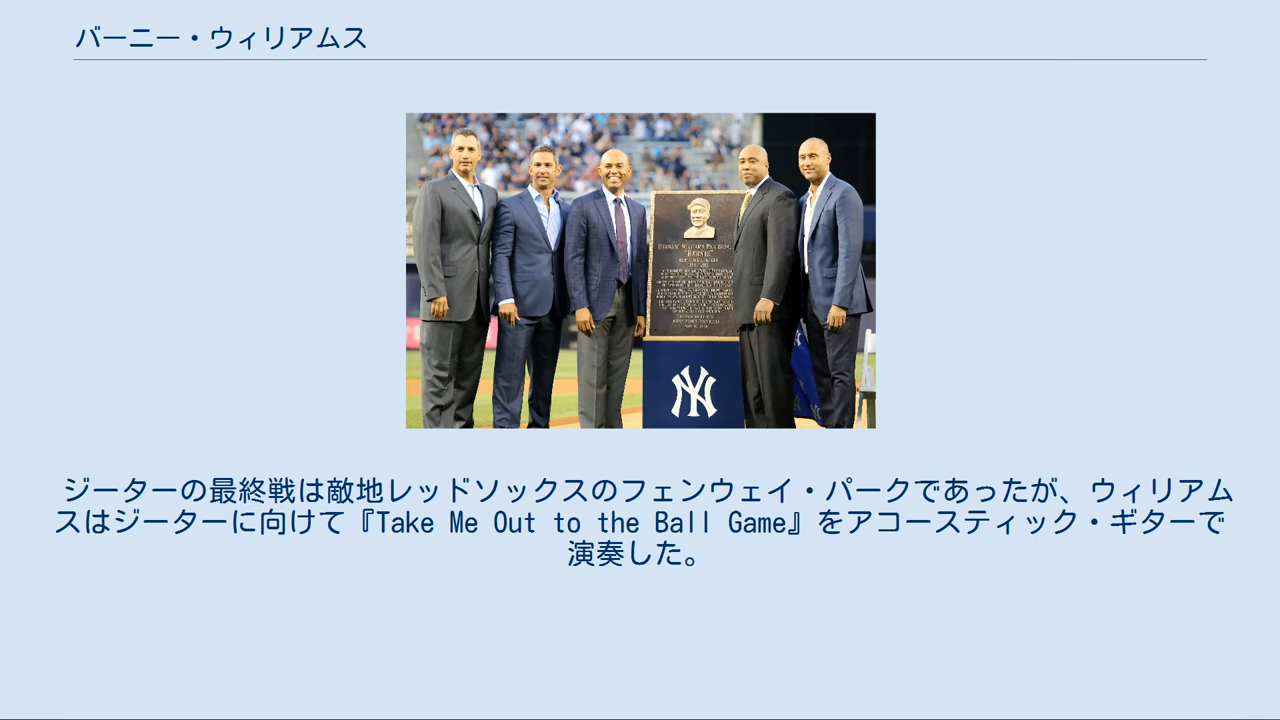 バーニー・ウィリアムス
"BERNIE"
NY
ジーターの最終戦は敵地レッドソックスのフェンウェイ・パークであったが、ウィリアム
スはジーターに向けて『Take Me Out to the Ball Game』をアコースティック・ギターで
演奏した。